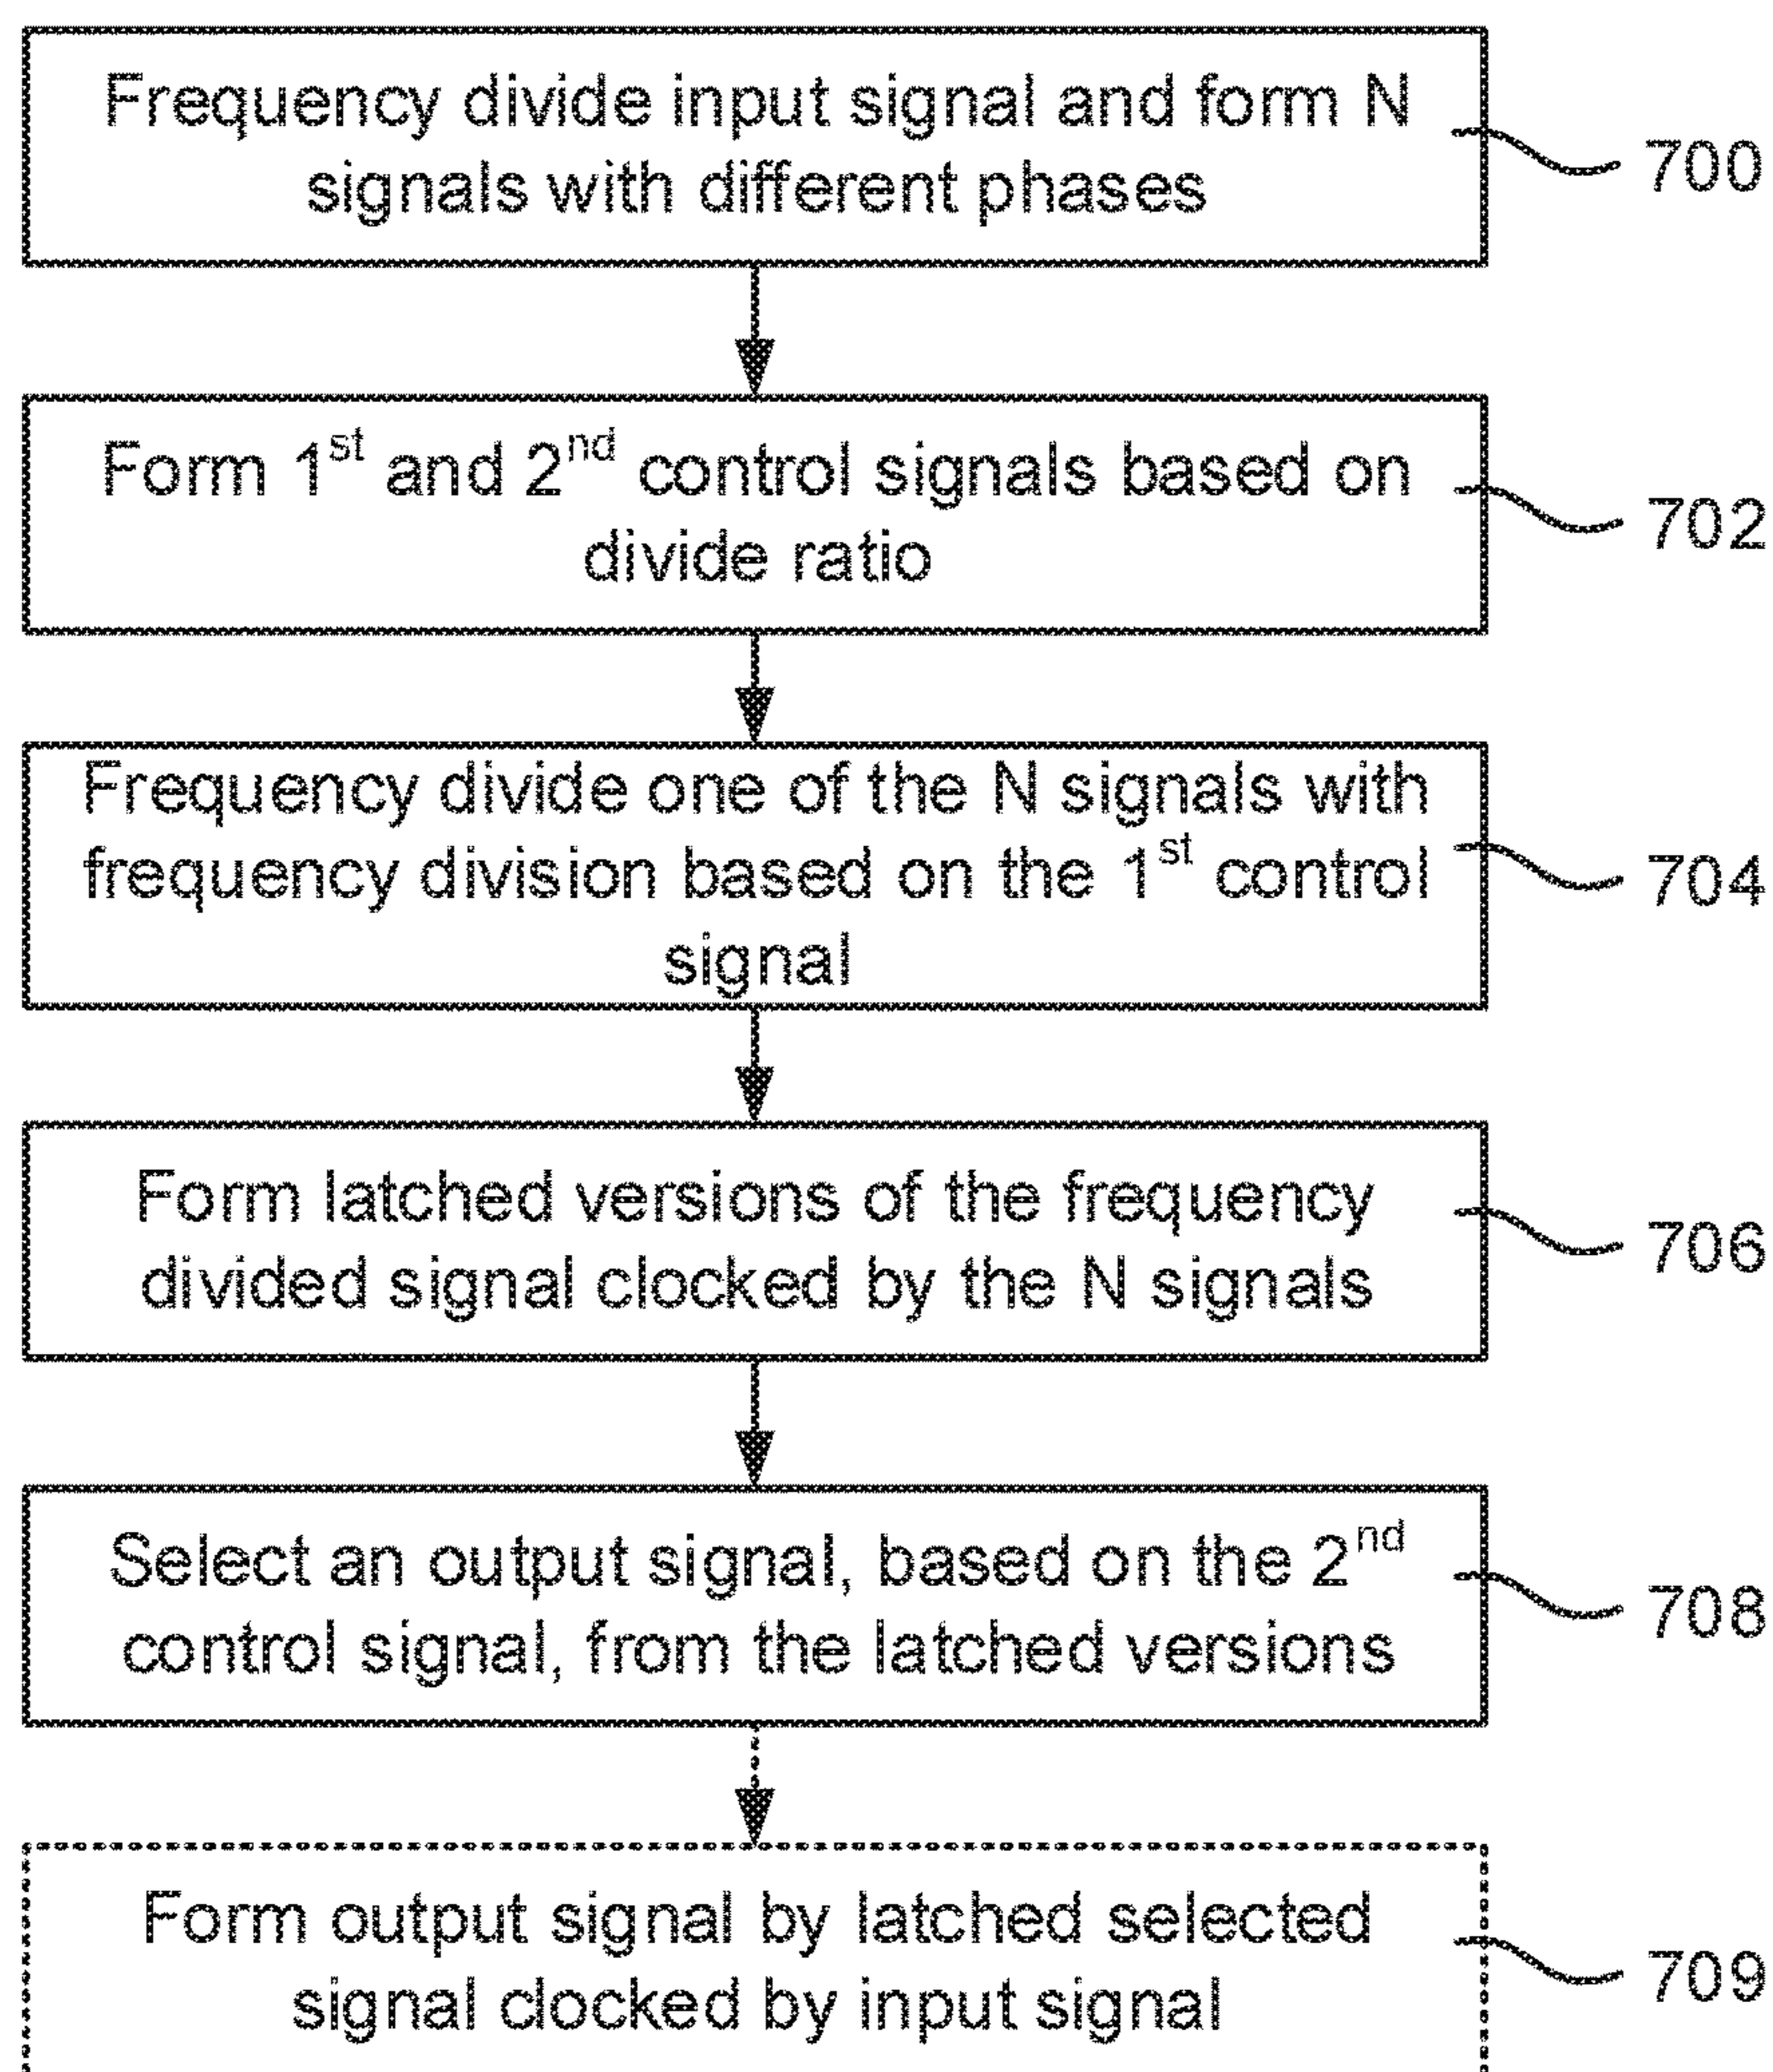 Frequency divide input signal and form N
signals with different phases
700
Form 1st and 2nd control signals based on
divide ratio
702
Frequency divide one of the N signals with
frequency division based on the 1st control
signal
704
Form latched versions of the frequency
divided signal clocked by the N signals
706
Select an output signal, based on the 2nd
control signal, from the latched versions
708
Form output signal by latched selected
signal clocked by input signal
709